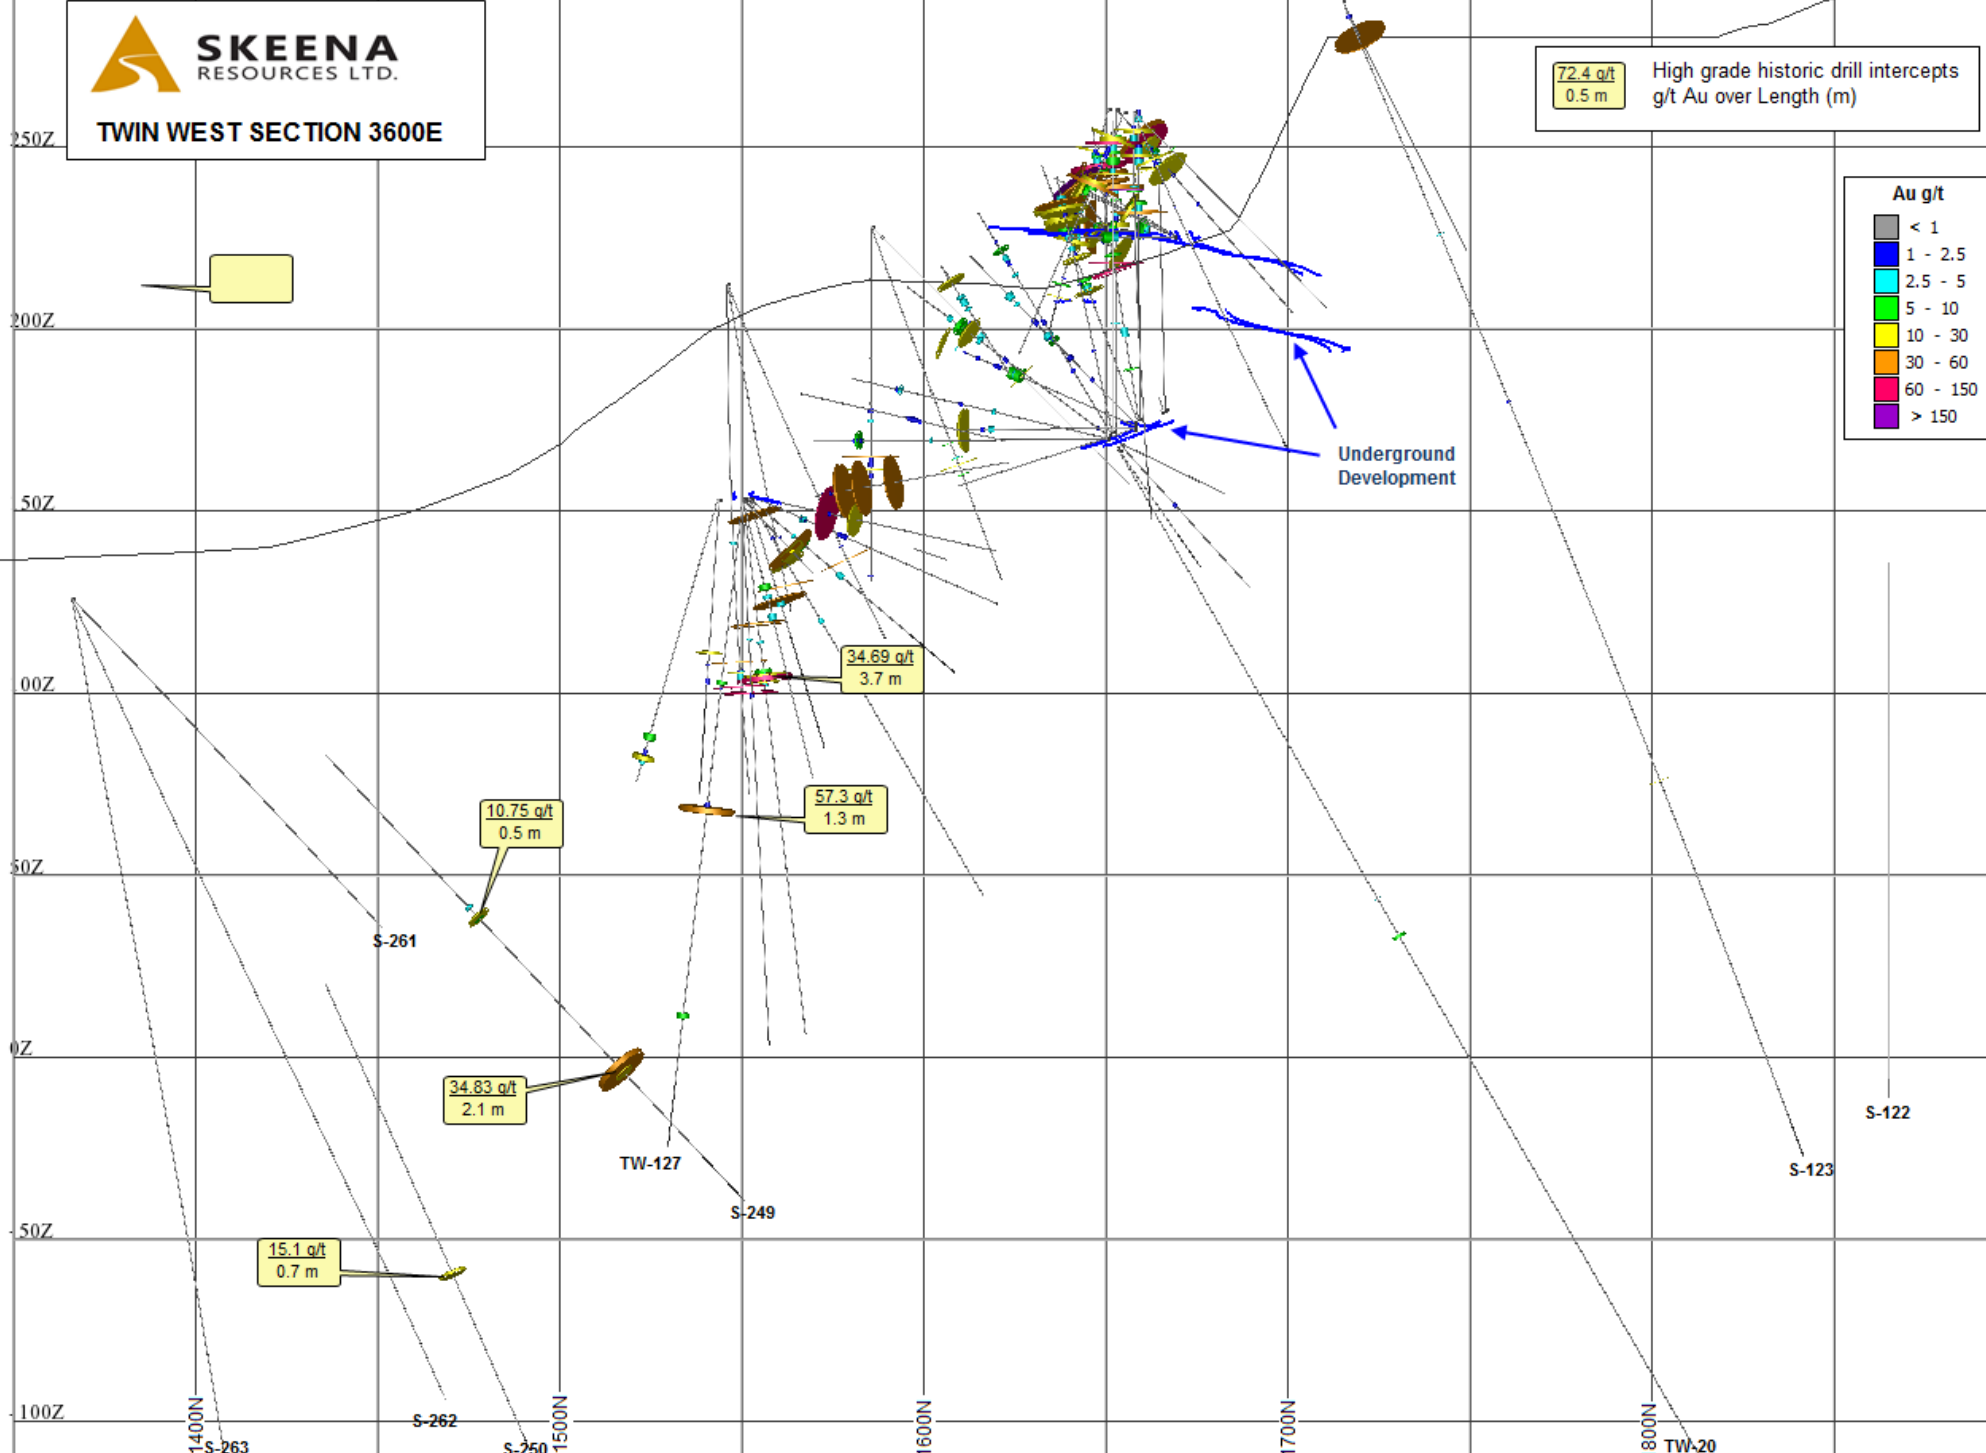 SKEENA
RESOURCES LTD.
TWIN WEST SECTION 3600E
72.4 g/t
0.5 m
High grade historic drill intercepts
g/t Au over Length (m)
Au g/t
< 1
1 - 2.5
2.5 - 5
5 - 10
10 - 30
30 - 60
60 - 150
> 150
250Z
200Z
50Z
00Z
50Z
0Z
-50Z
-100Z
Underground
Development
34.69 g/t
3.7 m
57.3 g/t
1.3 m
10.75 g/t
0.5 m
34.83 g/t
2.1 m
15.1 g/t
0.7 m
S-261
S-122
S-123
TW-127
S-249
S-262
S-263
S-250
TW-20
1400N
1500N
1600N
1700N
1800N